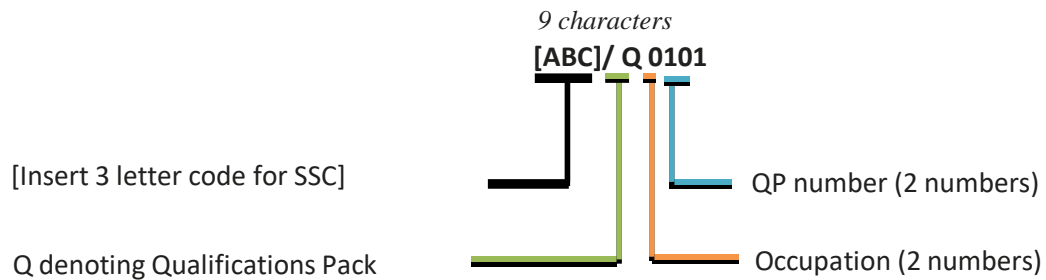 9 characters
[ABC]/ Q 0101
[Insert 3 letter code for SSC]
QP number (2 numbers)
Q denoting Qualifications Pack
Occupation (2 numbers)